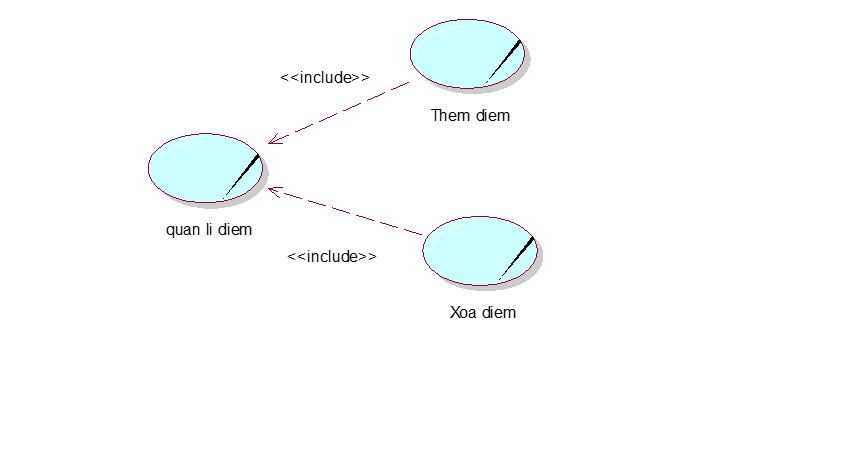 <<include>>
Them diem
quan li diem
<<include>>
Xoa diem